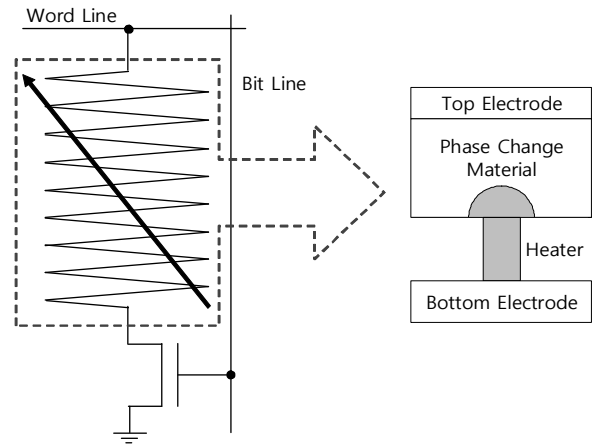 Word Line
Bit Line
Top Electrode
Phase Change
Material
Heater
Bottom Electrode